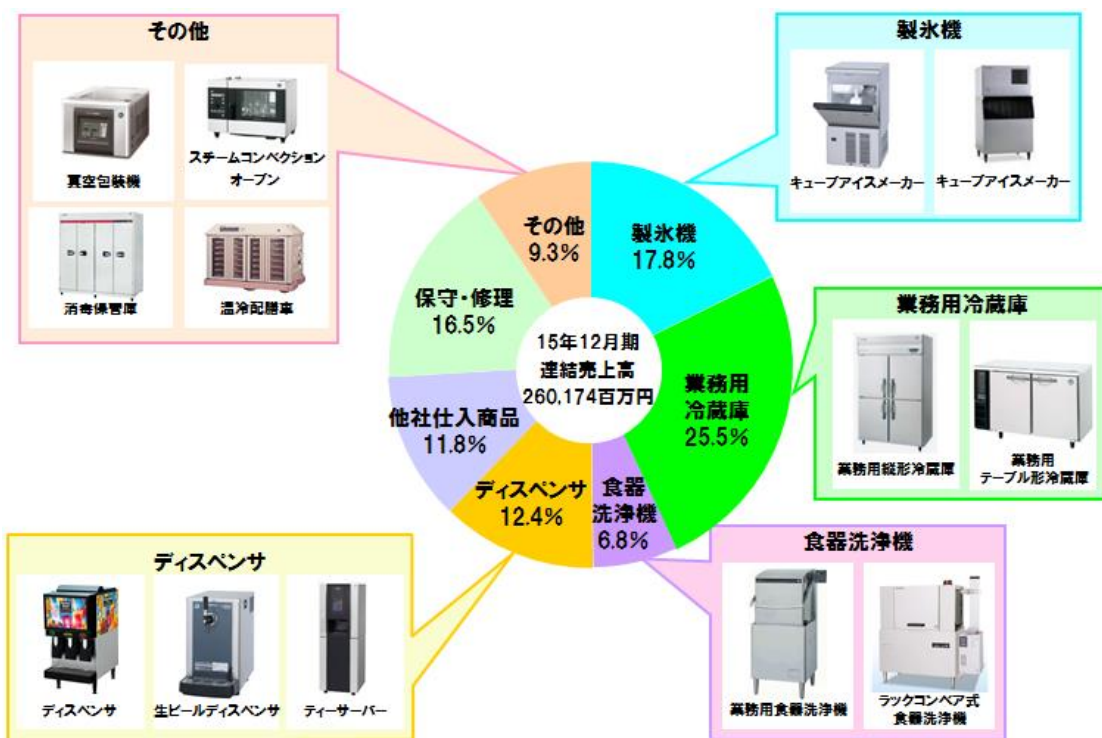 その他
真空包装機
スチームコンベクション
オーブン
消毒保管庫
温冷配膳車
製氷機
キューブアイスメーカー
キューブアイスメーカー
業務用冷蔵庫
業務用縦形冷蔵庫
業務用
テーブル形冷蔵庫
食器洗浄機
業務用食器洗浄機
ラックコンベア式
食器洗浄機
ディスペンサ
ディスペンサ
生ビールディスペンサ
ティーサーバー
その他
9.3%
製氷機
17.8%
保守・修理
16.5%
15年12月期
連結売上高
260,174百万円
業務用
冷蔵庫
25.5%
他社仕入商品
11.8%
ディスペンサ
12.4%
食器
洗浄機
6.8%